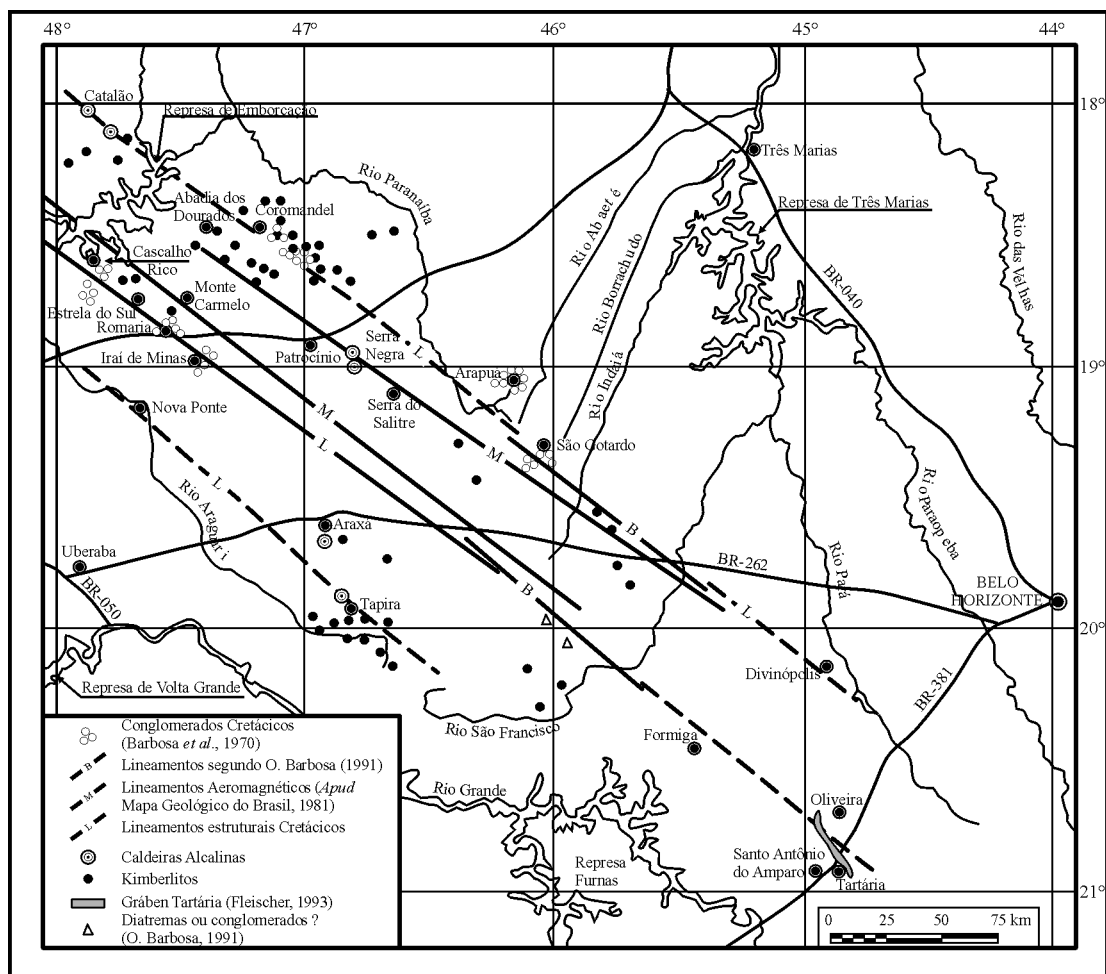 48°
47°
46°
45°
44°
Catalão
Represa de Emborcação
18°
Três Marias
Rio Paranaíba
Rio Abaeté
Abadia dos
Dourados
Coromandel
Represa de Três Marias
Rio das Velhas
Cascalho
Rico
Rio Borrachudo
BR-040
Monte
Carmelo
Estrela do Sul
Romaria
Rio Indaiá
Serra
Negra
L
Iraí de Minas
Patrocínio
Arapuá
19°
Nova Ponte
M
Serra do
Salitre
L
M
São Gotardo
L
Rio Araguari
Rio Paraopeba
Araxá
B
Uberaba
BR-262
Rio Pará
BR-050
B
BELO
HORIZONTE
Tapira
L
20°
Represa de Volta Grande
Divinópolis
BR-381
Rio São Francisco
Formiga
Rio Grande
Oliveira
Represa
Furnas
Santo Antônio
do Amparo
Tartária
21°
Conglomerados Cretácicos
(Barbosa et al., 1970)
B
Lineamentos segundo O. Barbosa (1991)
M
Lineamentos Aeromagnéticos (Apud
Mapa Geológico do Brasil, 1981)
L
Lineamentos estruturais Cretácicos
Caldeiras Alcalinas
Kimberlitos
Gráben Tartária (Fleischer, 1993)
Diatremas ou conglomerados ?
(O. Barbosa, 1991)
0 25 50 75 km